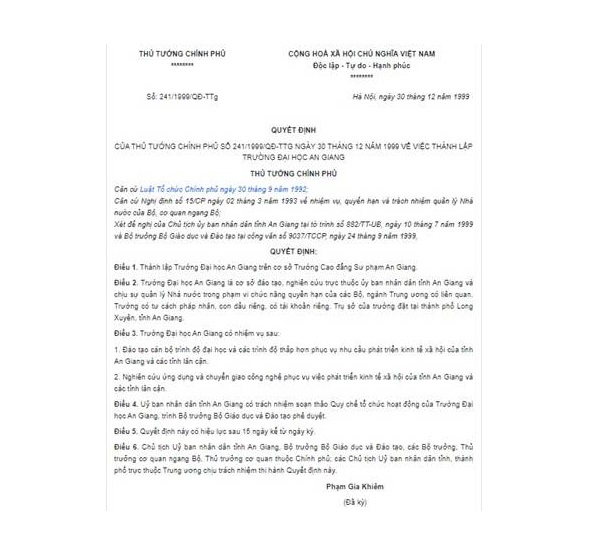 THỦ TƯỚNG CHÍNH PHỦ
********
CỘNG HOÀ XÃ HỘI CHỦ NGHĨA VIỆT NAM
Độc lập - Tự do - Hạnh phúc
********
Số: 241/1999/QĐ-TTg
Hà Nội, ngày 30 tháng 12 năm 1999
QUYẾT ĐỊNH
CỦA THỦ TƯỚNG CHÍNH PHỦ SỐ 241/1999/QĐ-TTG NGÀY 30 THÁNG 12 NĂM 1999 VỀ VIỆC THÀNH LẬP
TRƯỜNG ĐẠI HỌC AN GIANG
THỦ TƯỚNG CHÍNH PHỦ
Căn cứ Luật Tổ chức Chính phủ ngày 30 tháng 9 năm 1992;
Căn cứ Nghị định số 15/CP ngày 02 tháng 3 năm 1993 về nhiệm vụ, quyền hạn và trách nhiệm quản lý Nhà
nước của Bộ, cơ quan ngang Bộ;
Xét đề nghị của Chủ tịch ủy ban nhân dân tỉnh An Giang tại tờ trình số 882/TT-UB, ngày 10 tháng 7 năm 1999
và Bộ trưởng Bộ Giáo dục và Đào tạo tại công văn số 9037/TCCP, ngày 24 tháng 9 năm 1999,
QUYẾT ĐỊNH:
Điều 1. Thành lập Trường Đại học An Giang trên cơ sở Trường Cao đẳng Sư phạm An Giang.
Điều 2. Trường Đại học An Giang là cơ sở đào tạo, nghiên cứu trực thuộc ủy ban nhân dân tỉnh An Giang và
chịu sự quản lý Nhà nước trong phạm vi chức năng quyền hạn của các Bộ, ngành Trung ương có liên quan.
Trường có tư cách pháp nhân, con dấu riêng, có tài khoản riêng. Trụ sở của trường đặt tại thành phố Long
Xuyên, tỉnh An Giang.
Điều 3. Trường Đại học An Giang có nhiệm vụ sau:
1. Đào tạo cán bộ trình độ đại học và các trình độ thấp hơn phục vụ nhu cầu phát triển kinh tế xã hội của tỉnh
An Giang và các tỉnh lân cận.
2. Nghiên cứu ứng dụng và chuyển giao công nghệ phục vụ việc phát triển kinh tế xã hội của tỉnh An Giang và
các tỉnh lân cận.
Điều 4. Uỷ ban nhân dân tỉnh An Giang có trách nhiệm soạn thảo Quy chế tổ chức hoạt động của Trường Đại
học An Giang, trình Bộ trưởng Bộ Giáo dục và Đào tạo phê duyệt.
Điều 5. Quyết định này có hiệu lực sau 15 ngày kể từ ngày ký.
Điều 6. Chủ tịch Uỷ ban nhân dân tỉnh An Giang, Bộ trưởng Bộ Giáo dục và Đào tạo, các Bộ trưởng, Thủ
trưởng cơ quan ngang Bộ, Thủ trưởng cơ quan thuộc Chính phủ, các Chủ tịch Uỷ ban nhân dân tỉnh, thành
phố trực thuộc Trung ương chịu trách nhiệm thi hành Quyết định này.
Phạm Gia Khiêm
(Đã ký)